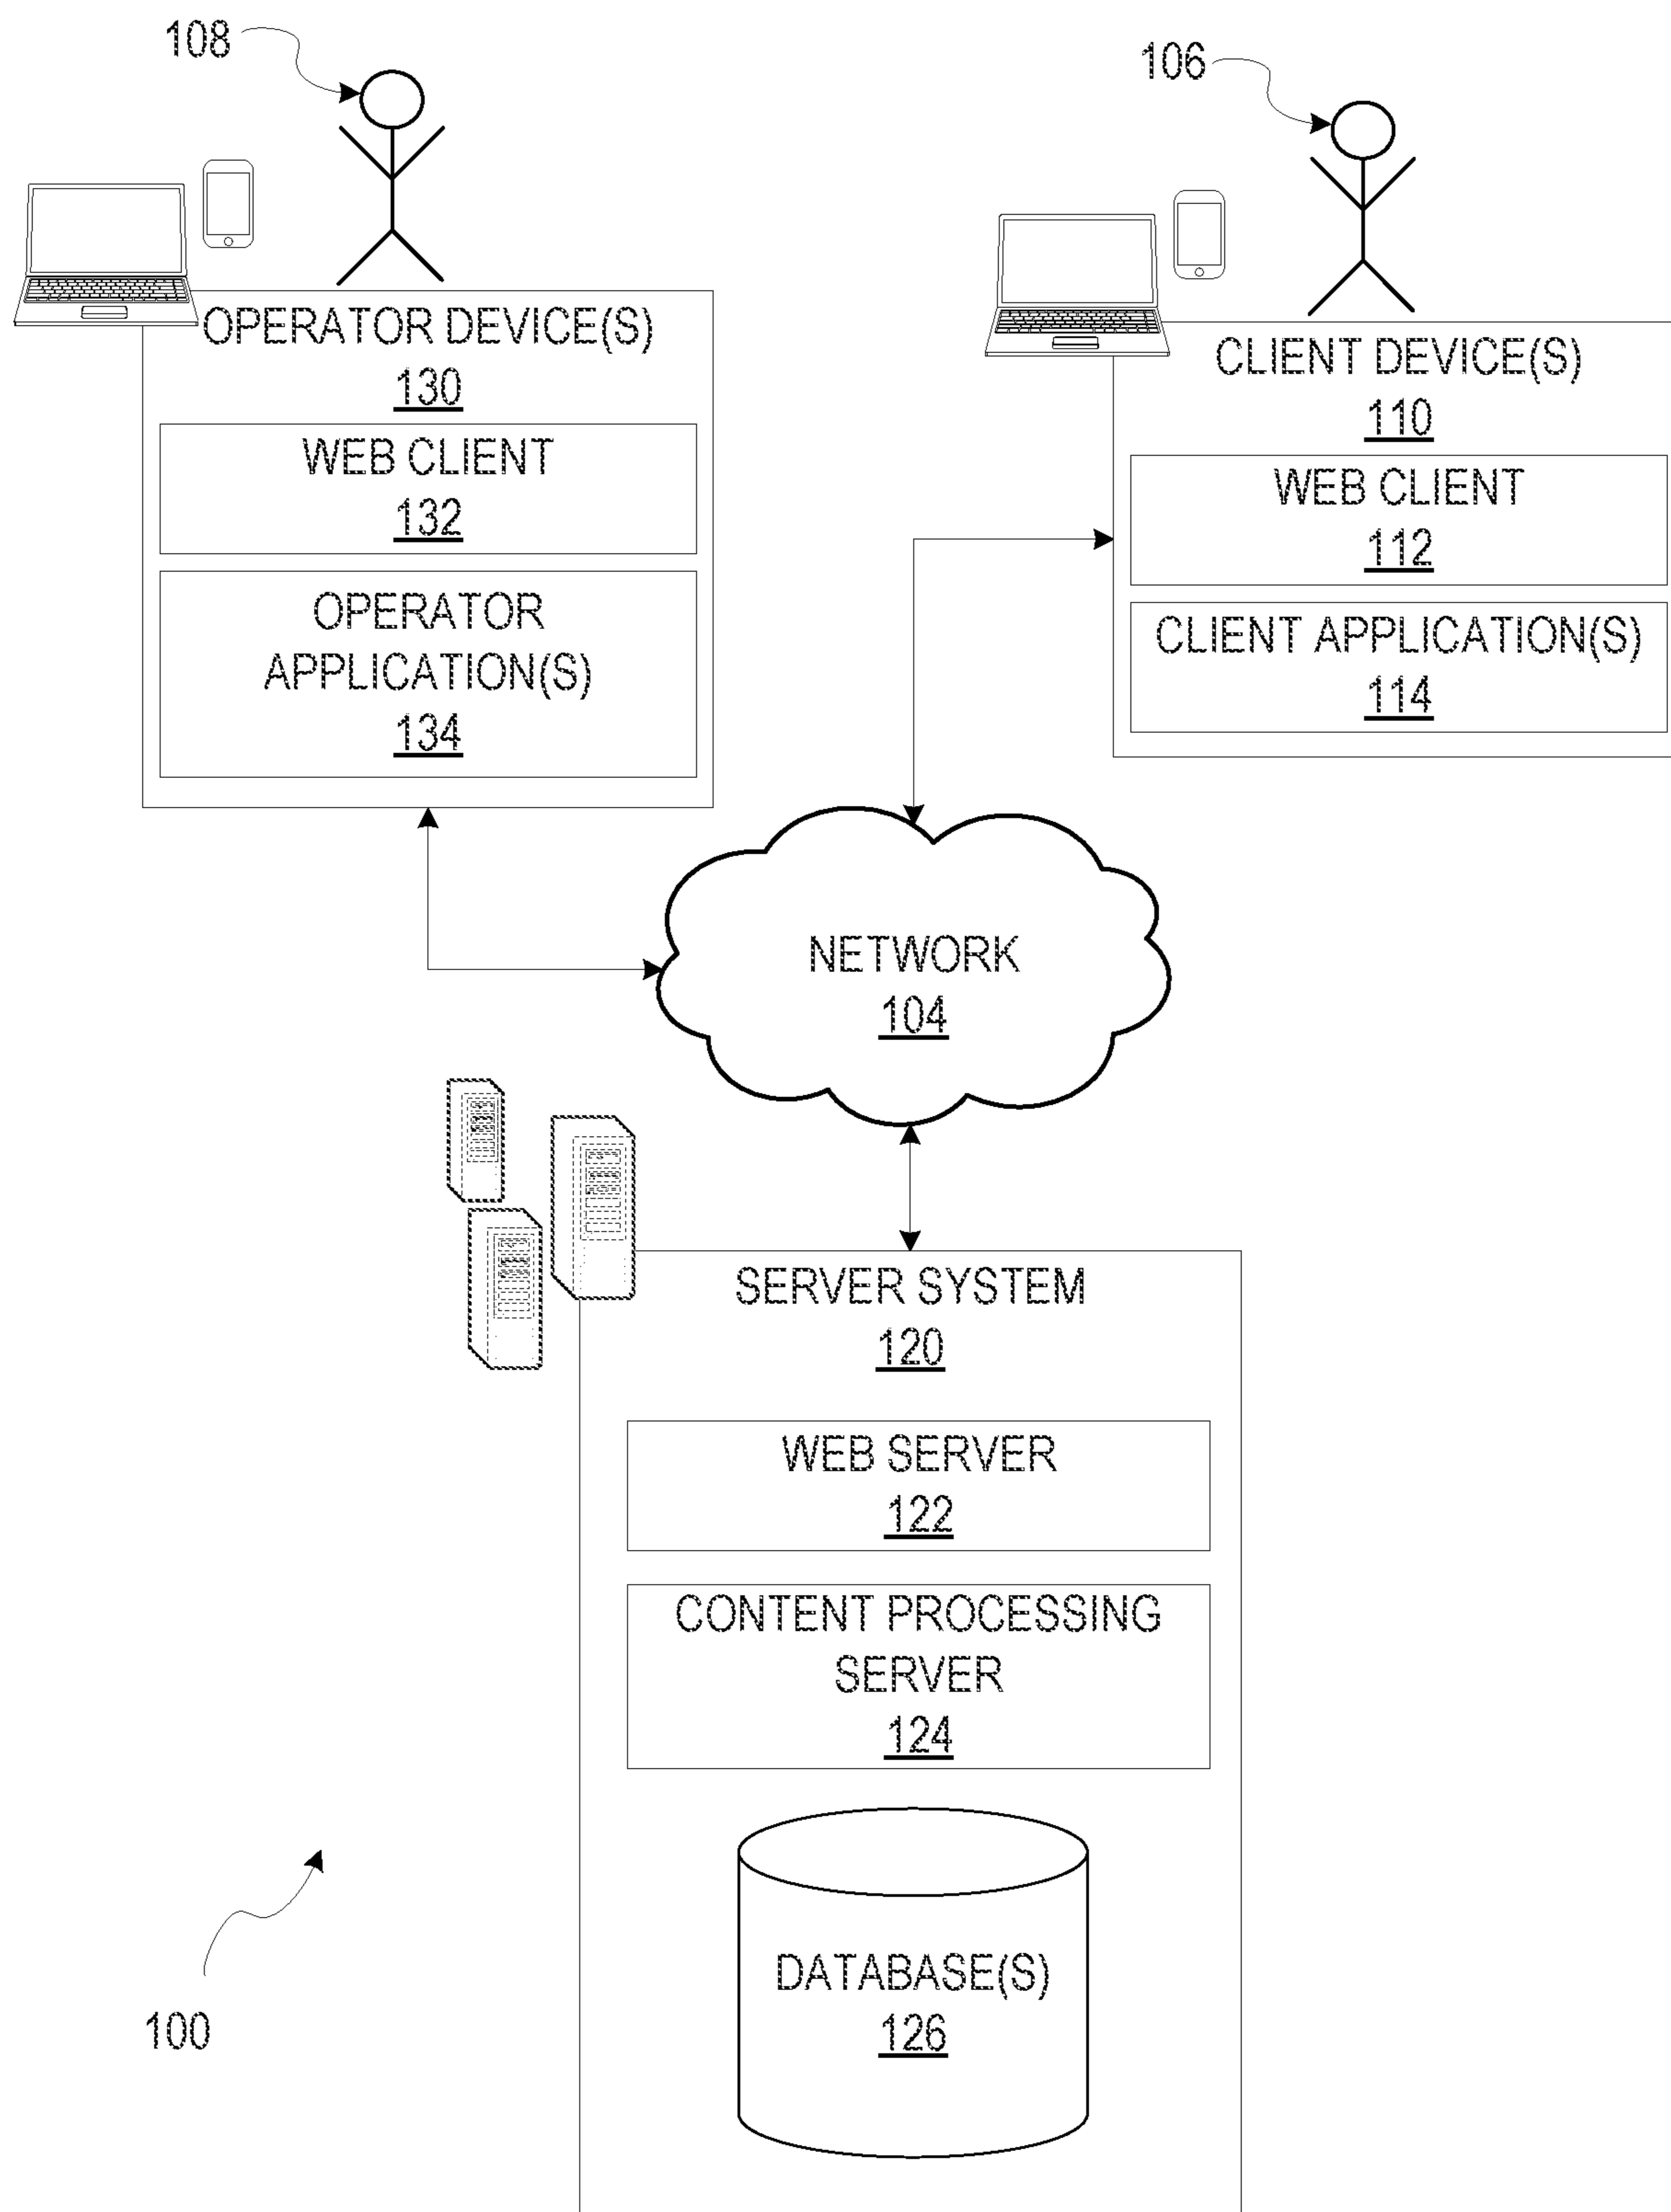 108
106
OPERATOR DEVICE(S)
130
WEB CLIENT
132
OPERATOR
APPLICATION(S)
134
CLIENT DEVICE(S)
110
WEB CLIENT
112
CLIENT APPLICATION(S)
114
NETWORK
104
SERVER SYSTEM
120
WEB SERVER
122
CONTENT PROCESSING
SERVER
124
DATABASE(S)
126
100